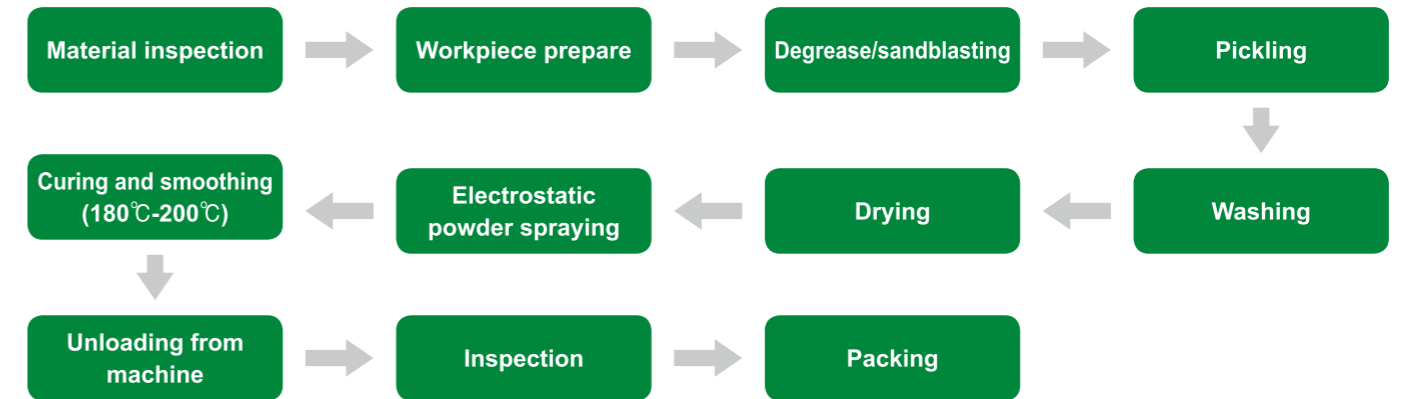 Material inspection
Workpiece prepare
Degrease/sandblasting
Pickling
Washing
Drying
Electrostatic
powder spraying
Curing and smoothing
(180℃-200℃)
Unloading from
machine
Inspection
Packing